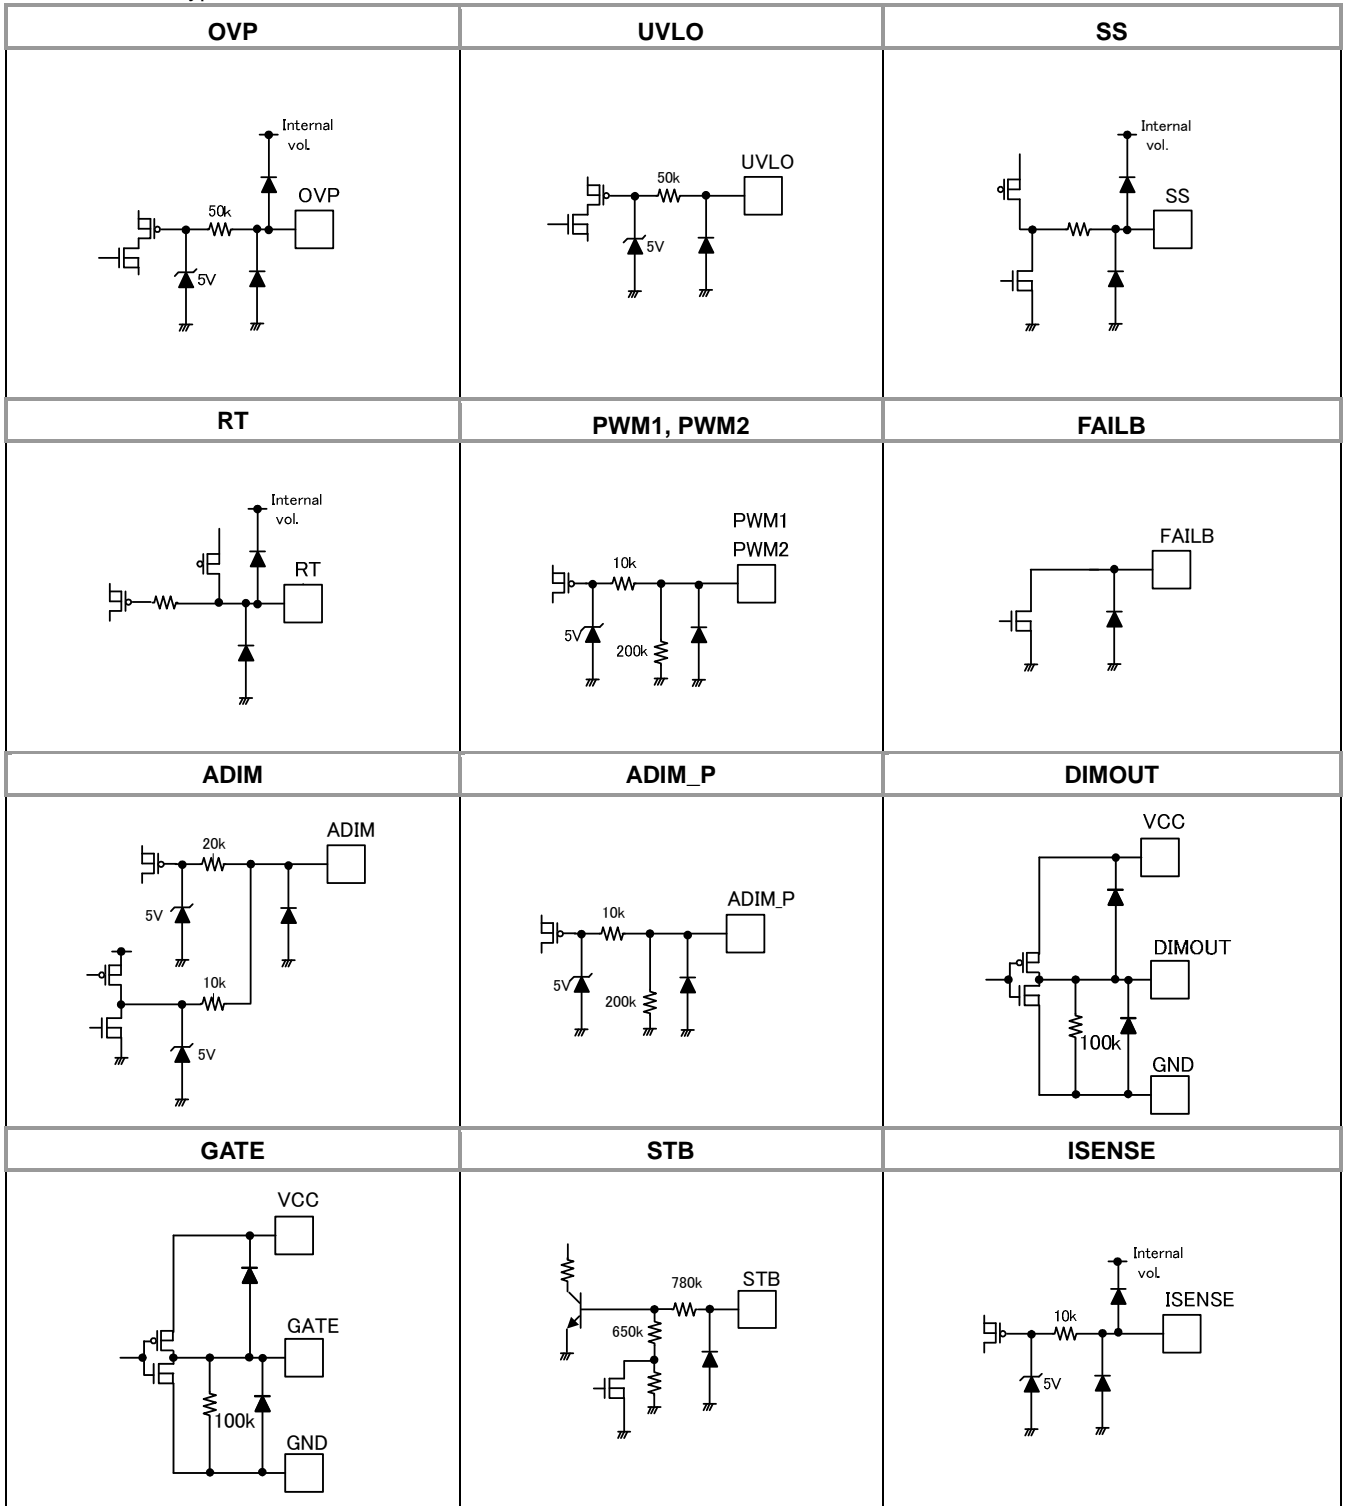 OVP
UVLO
SS
Internal
vol.
OVP
50k
5V
UVLO
50k
5V
Internal
vol.
SS
RT
PWM1, PWM2
FAILB
Internal
vol.
RT
PWM1
PWM2
10k
5V
200k
FAILB
ADIM
ADIM_P
DIMOUT
ADIM
20k
5V
10k
5V
ADIM_P
10k
5V
200k
VCC
DIMOUT
100k
GND
GATE
STB
ISENSE
VCC
GATE
100k
GND
STB
780k
650k
Internal
vol.
ISENSE
10k
5V